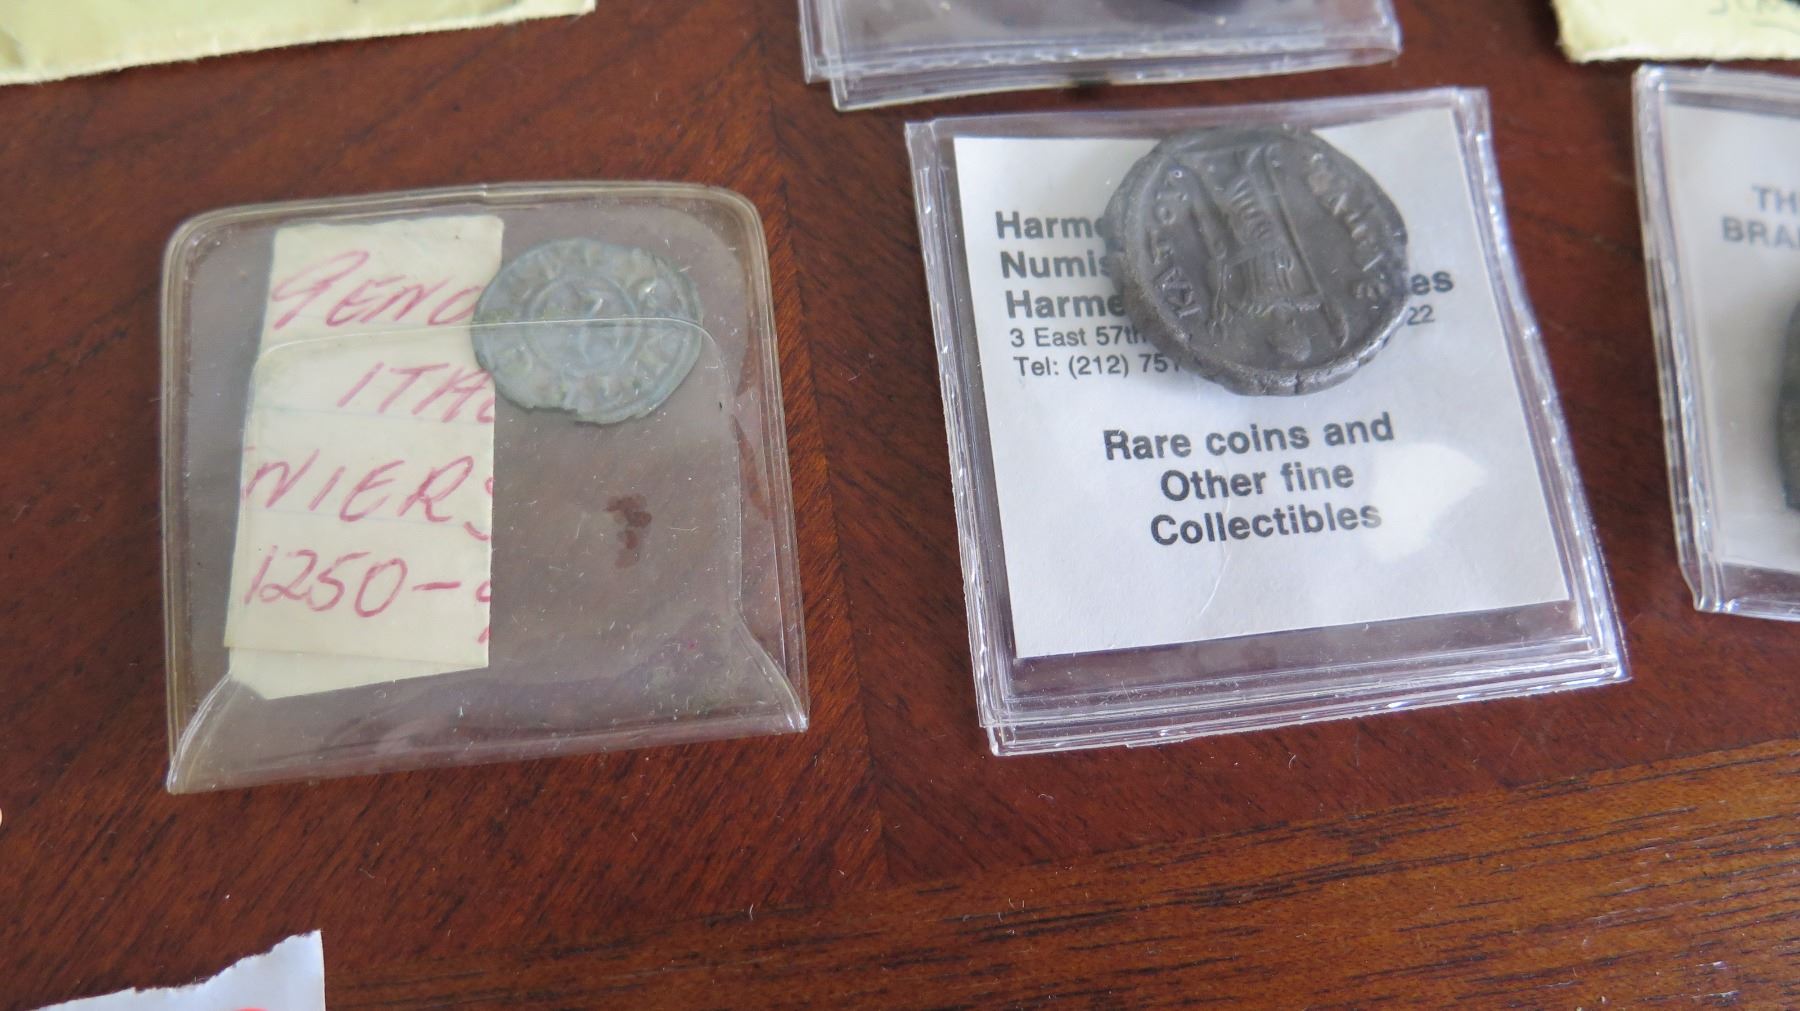 GENO
ITA
NIERS
1250-
Harme
Numis
Harme es
22
3 East 57th
Tel: (212) 751
Rare coins and
Other fine
Collectibles
TH
BRA